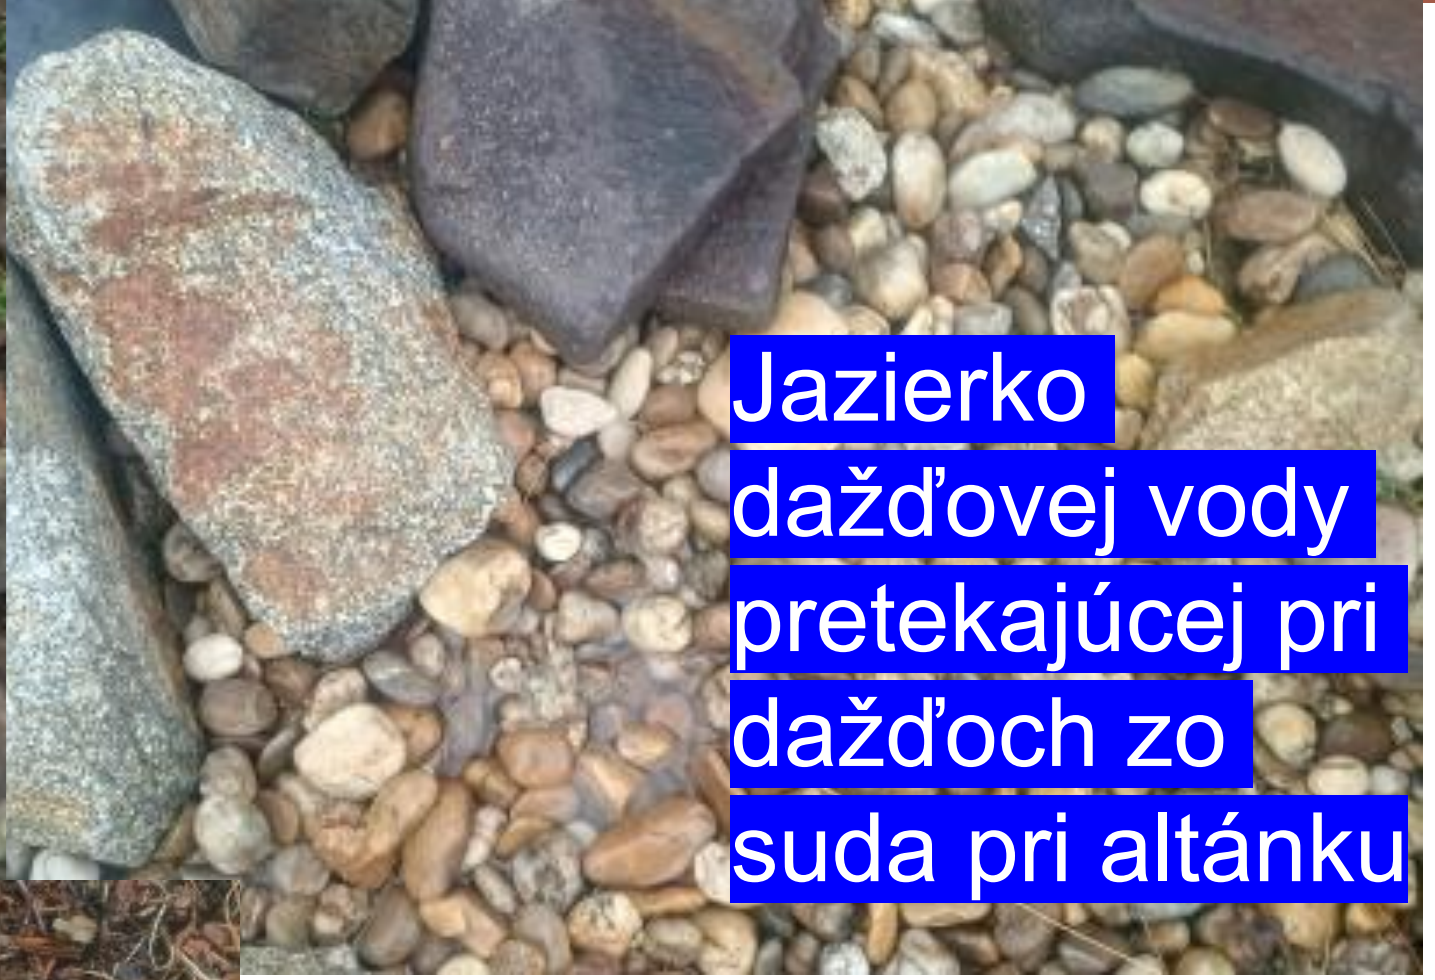 Jazierko
dažďovej vody
pretekajúcej pri
dažďoch zo
suda pri altánku